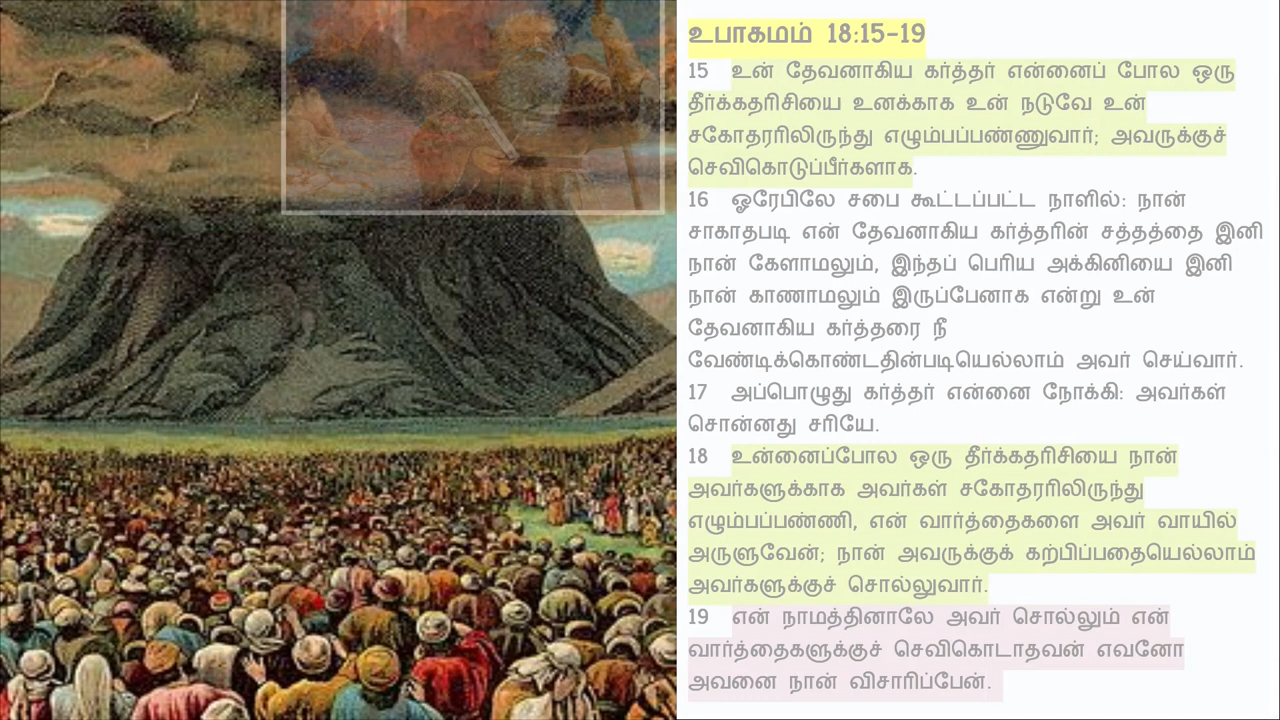 உபாகமம் 18:15-19
15 உன் தேவனாகிய கர்த்தர் என்னைப் போல ஒரு
தீர்க்கதரிசியை உனக்காக உன் நடுவே உன்
சகோதரரிலிருந்து எழும்பப்பண்ணுவார்; அவருக்குச்
செவிகொடுப்பீர்களாக.
16 ஓரேபிலே சபை கூட்டப்பட்ட நாளில்: நான்
சாகாதபடி என் தேவனாகிய கர்த்தரின் சத்தத்தை இனி
நான் கேளாமலும், இந்தப் பெரிய அக்கினியை இனி
நான் காணாமலும் இருப்பேனாக என்று உன்
தேவனாகிய கர்த்தரை நீ
வேண்டிக்கொண்டதின்படியெல்லாம் அவர் செய்வார்.
17 அப்பொழுது கர்த்தர் என்னை நோக்கி: அவர்கள்
சொன்னது சரியே.
18 உன்னைப்போல ஒரு தீர்க்கதரிசியை நான்
அவர்களுக்காக அவர்கள் சகோதரரிலிருந்து
எழும்பப்பண்ணி, என் வார்த்தைகளை அவர் வாயில்
அருளுவேன்; நான் அவருக்குக் கற்பிப்பதையெல்லாம்
அவர்களுக்குச் சொல்லுவார்.
19 என் நாமத்தினாலே அவர் சொல்லும் என்
வார்த்தைகளுக்குச் செவிகொடாதவன் எவனோ
அவனை நான் விசாரிப்பேன்.